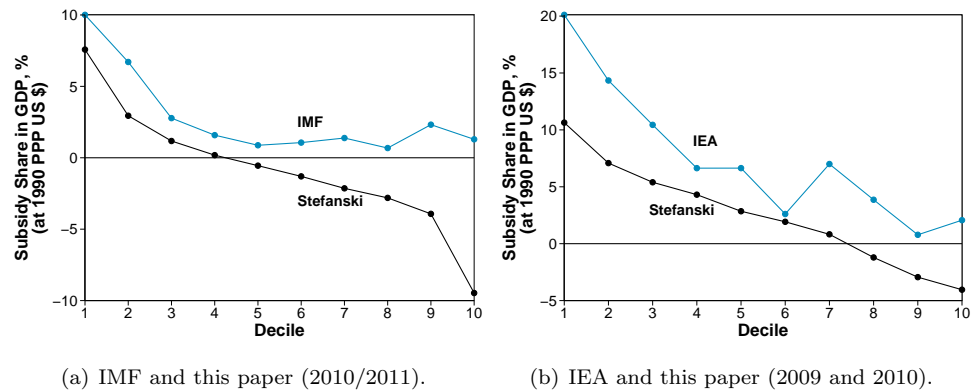 Subsidy Share in GDP, %
(at 1990 PPP US $)
10
5
0
−5
−10
IMF
Stefanski
1 2 3 4 5 6 7 8 9 10
Decile
(a) IMF and this paper (2010/2011).
Subsidy Share in GDP, %
(at 1990 PPP US $)
20
15
10
5
0
−5
IEA
Stefanski
1 2 3 4 5 6 7 8 9 10
Decile
(b) IEA and this paper (2009 and 2010).